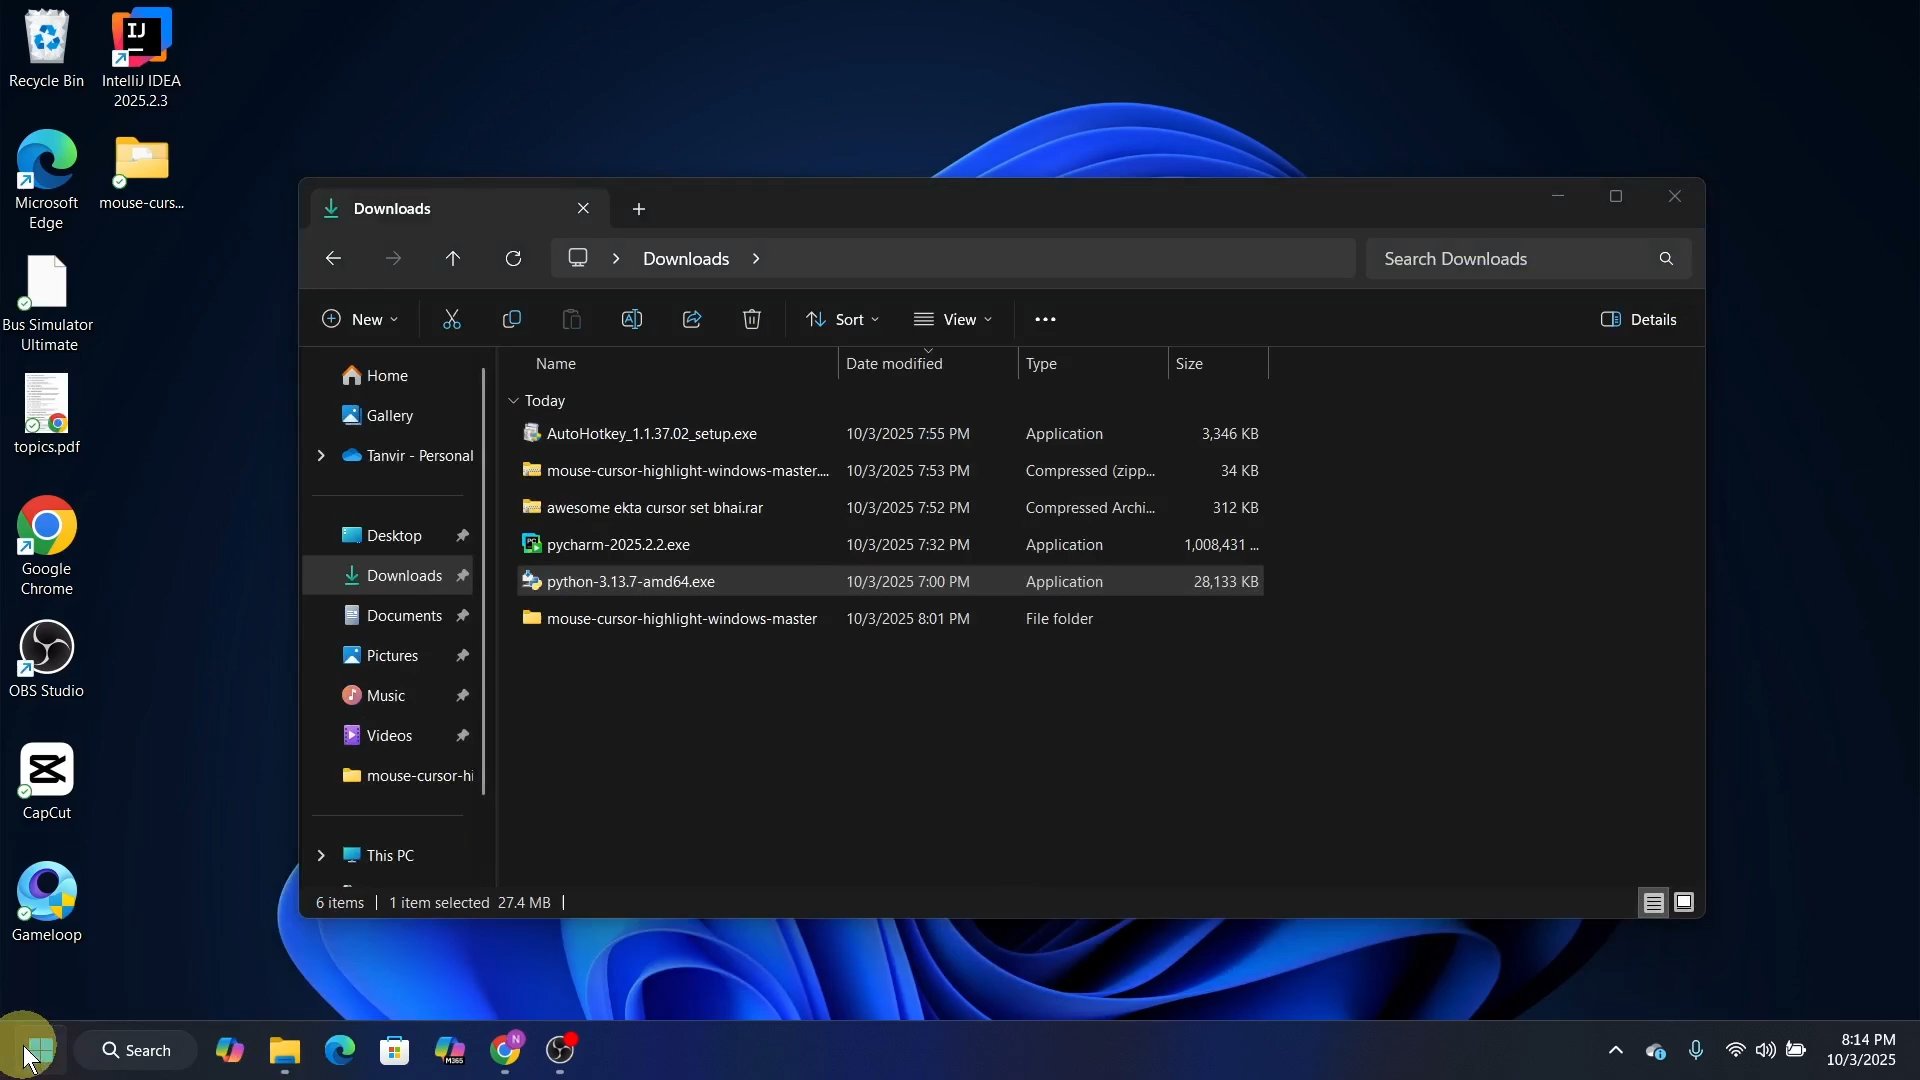 Recycle Bin
IJ
IntelliJ IDEA
2025.2.3
Microsoft
Edge
mouse-curs...
Bus Simulator
Ultimate
topics.pdf
Google
Chrome
OBS Studio
CapCut
Gameloop
Downloads
Downloads
Search Downloads
New
Sort
View
Details
Home
Gallery
Tanvir - Personal
Desktop
Downloads
Documents
Pictures
Music
Videos
mouse-cursor-hi
This PC
Name Date modified Type Size
Today
AutoHotkey_1.1.37.02_setup.exe 10/3/2025 7:55 PM Application 3,346 KB
mouse-cursor-highlight-windows-master.... 10/3/2025 7:53 PM Compressed (zipp... 34 KB
awesome ekta cursor set bhai.rar 10/3/2025 7:52 PM Compressed Archi... 312 KB
pycharm-2025.2.2.exe 10/3/2025 7:32 PM Application 1,008,431 ...
python-3.13.7-amd64.exe 10/3/2025 7:00 PM Application 28,133 KB
mouse-cursor-highlight-windows-master 10/3/2025 8:01 PM File folder
6 items 1 item selected 27.4 MB
Search
M365
N
8:14 PM
10/3/2025